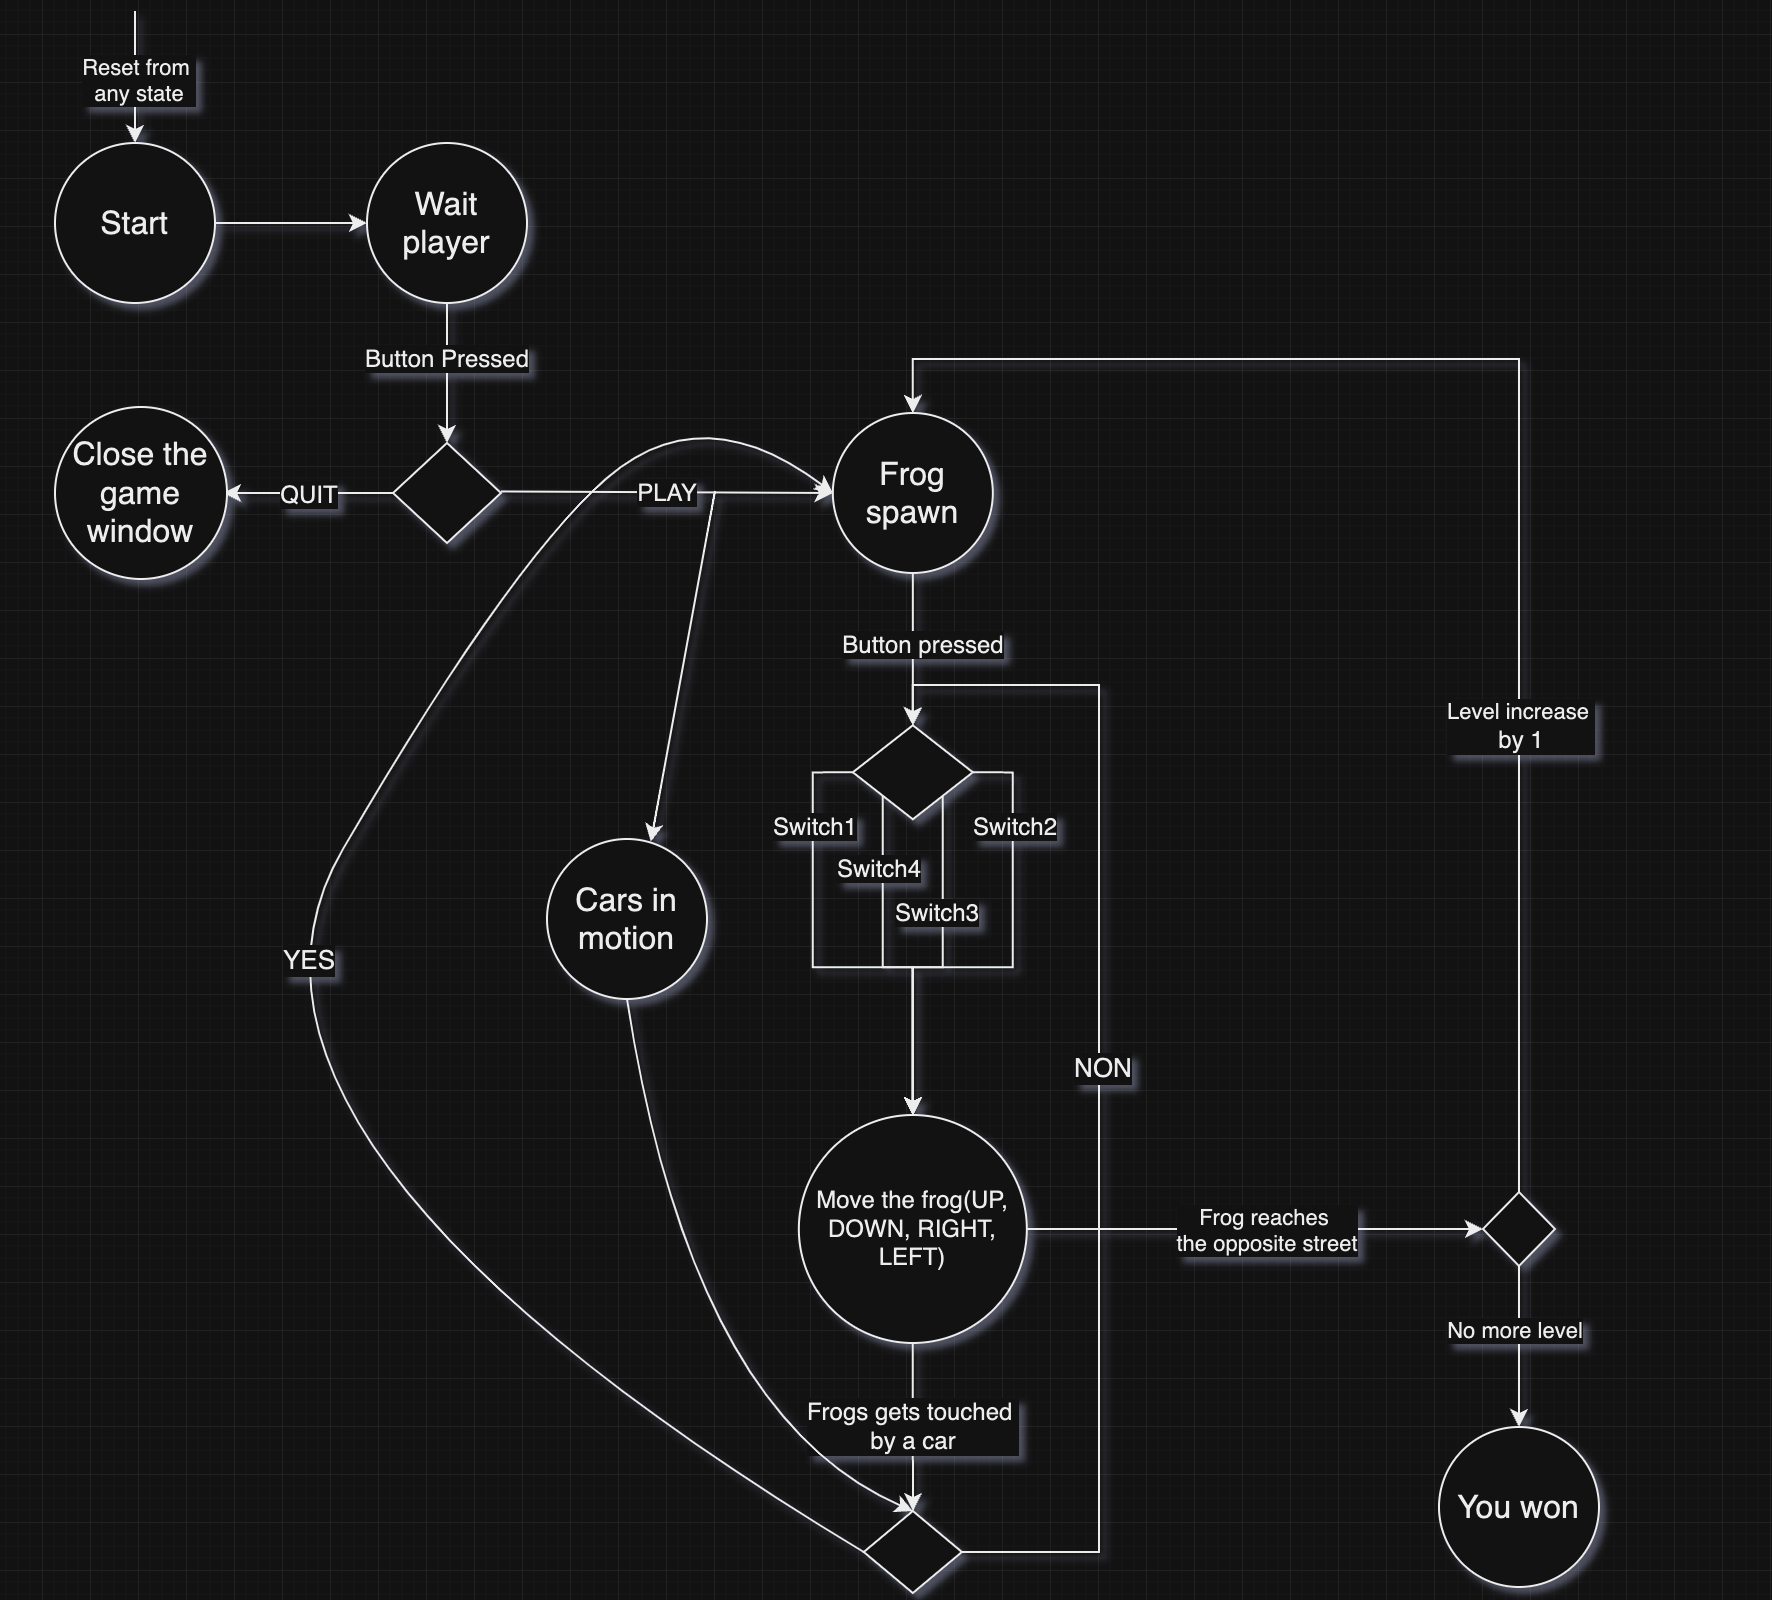 Reset from
any state
Start
Wait
player
Button Pressed
Close the
game
window
QUIT
PLAY
Frog
spawn
Button pressed
Level increase
by 1
Switch1
Switch2
Switch4
Switch3
Cars in
motion
YES
NON
Move the frog(UP,
DOWN, RIGHT,
LEFT)
Frog reaches
the opposite street
No more level
Frogs gets touched
by a car
You won